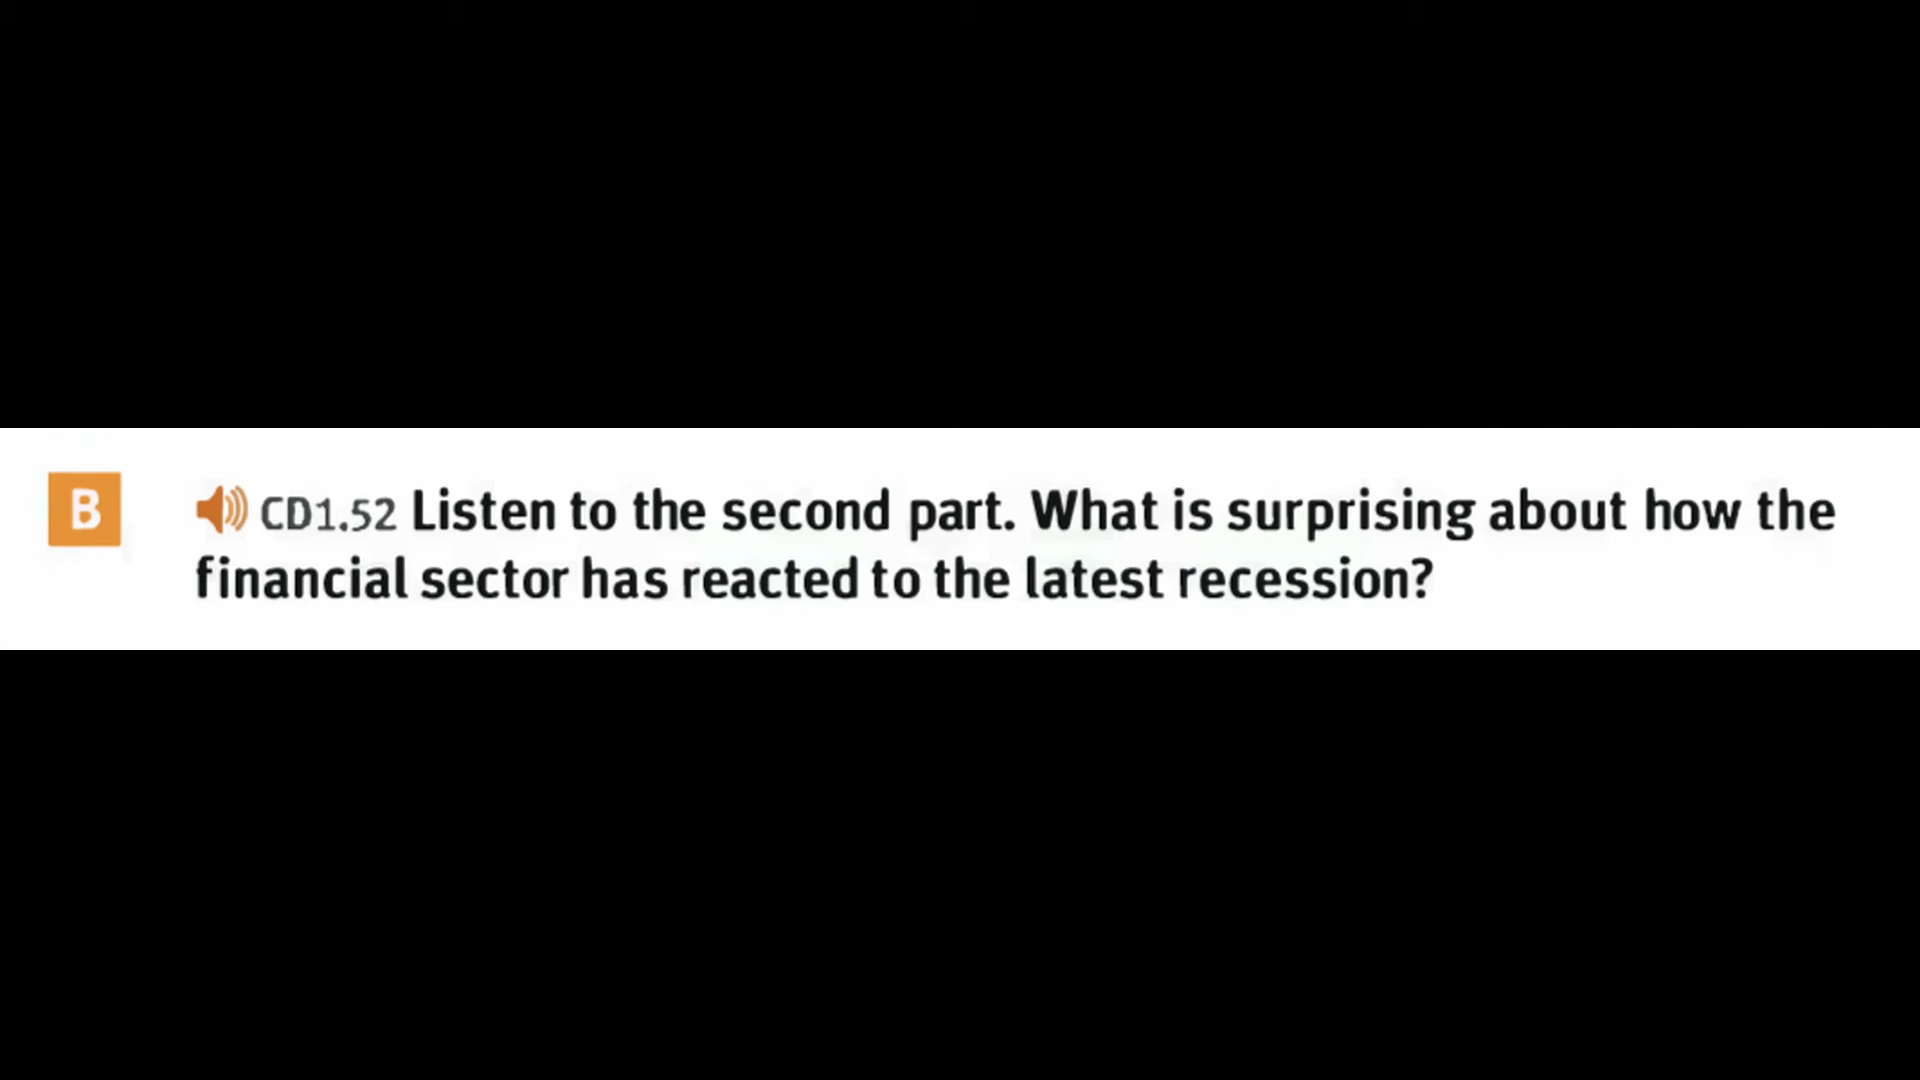 B CD1.52 Listen to the second part. What is surprising about how the
financial sector has reacted to the latest recession?